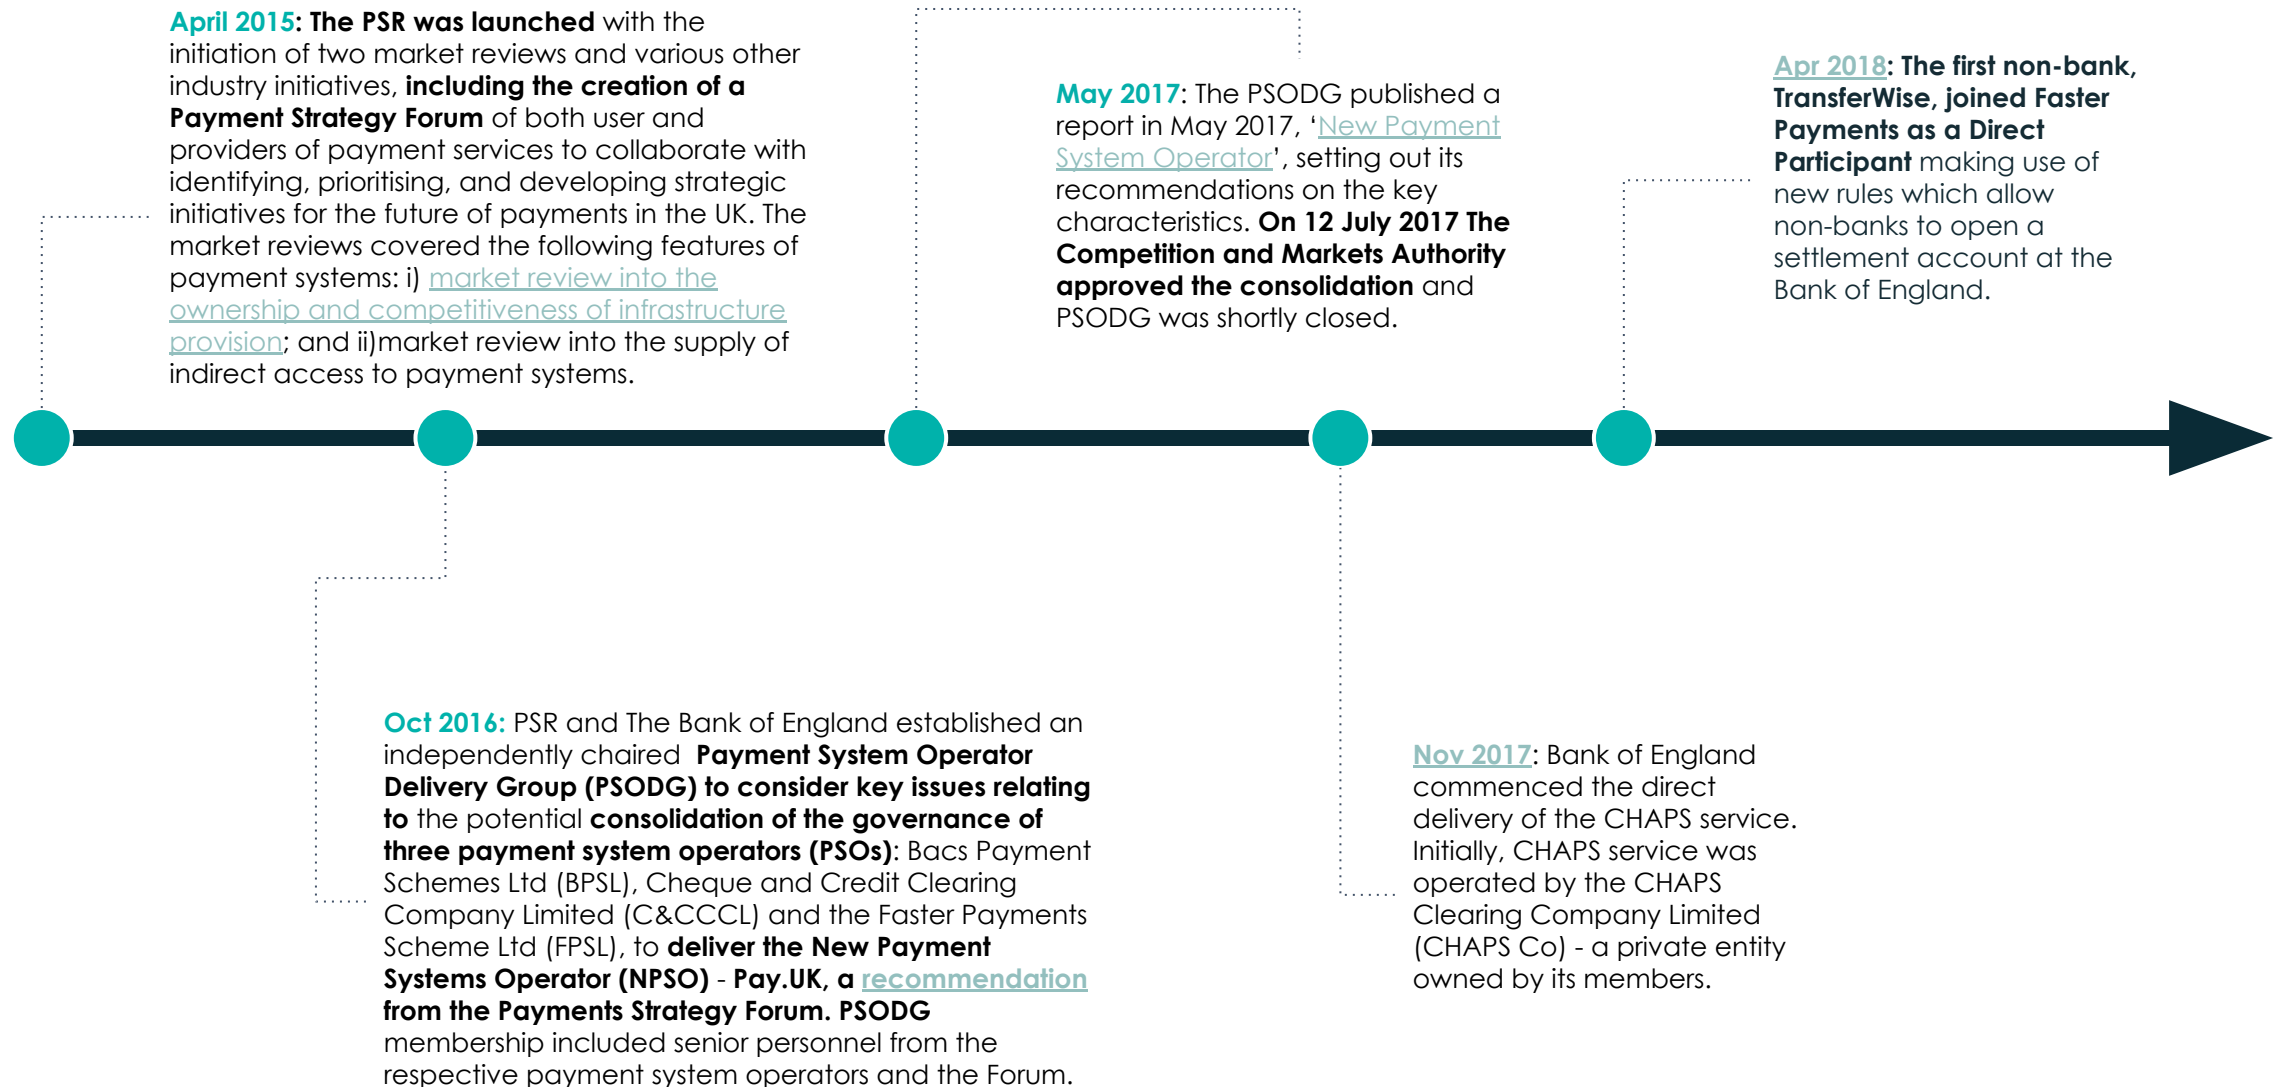 April 2015: The PSR was launched with the
initiation of two market reviews and various other
industry initiatives, including the creation of a
Payment Strategy Forum of both user and
providers of payment services to collaborate with
identifying, prioritising, and developing strategic
initiatives for the future of payments in the UK. The
market reviews covered the following features of
payment systems: i) market review into the
ownership and competitiveness of infrastructure
provision; and ii)market review into the supply of
indirect access to payment systems.
Oct 2016: PSR and The Bank of England established an
independently chaired  Payment System Operator
Delivery Group (PSODG) to consider key issues relating
to the potential consolidation of the governance of
three payment system operators (PSOs): Bacs Payment
Schemes Ltd (BPSL), Cheque and Credit Clearing
Company Limited (C&CCCL) and the Faster Payments
Scheme Ltd (FPSL), to deliver the New Payment
Systems Operator (NPSO) - Pay.UK, a recommendation
from the Payments Strategy Forum. PSODG
membership included senior personnel from the
respective payment system operators and the Forum.
May 2017: The PSODG published a
report in May 2017, ‘New Payment
System Operator’, setting out its
recommendations on the key
characteristics. On 12 July 2017 The
Competition and Markets Authority
approved the consolidation and
PSODG was shortly closed.
Nov 2017: Bank of England
commenced the direct
delivery of the CHAPS service.
Initially, CHAPS service was
operated by the CHAPS
Clearing Company Limited
(CHAPS Co) - a private entity
owned by its members.
Apr 2018: The first non-bank,
TransferWise, joined Faster
Payments as a Direct
Participant making use of
new rules which allow
non-banks to open a
settlement account at the
Bank of England.